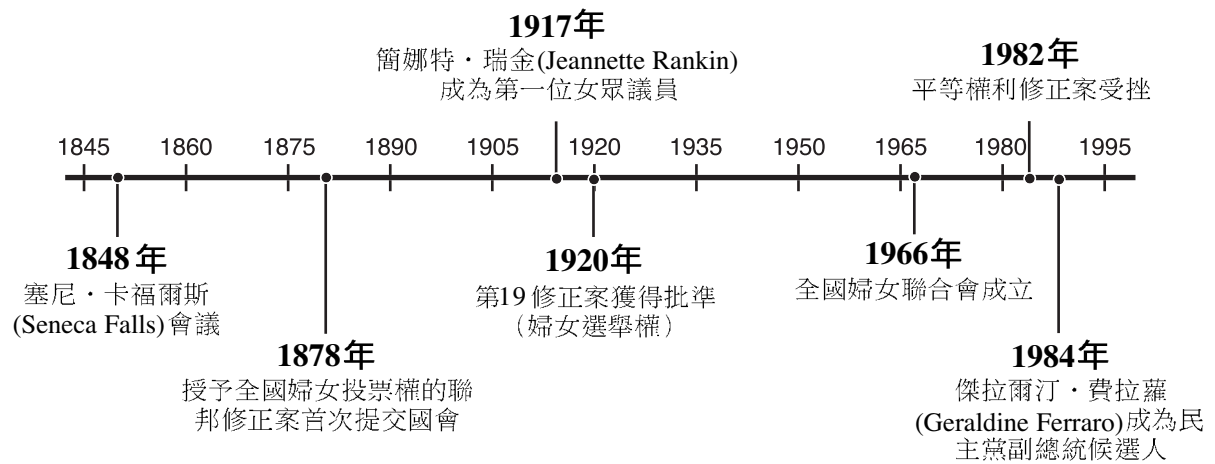 1917年
簡娜特・瑞金(Jeannette Rankin)
成為第一位女眾議員
1982年
平等權利修正案受挫
1845 1860 1875 1890 1905 1920 1935 1950 1965 1980 1995
1848年
塞尼・卡福爾斯
(Seneca Falls)會議
1878年
授予全國婦女投票權的聯
邦修正案首次提交國會
1920年
第19修正案獲得批準
（婦女選舉權）
1966年
全國婦女聯合會成立
1984年
傑拉爾汀・費拉蘿
(Geraldine Ferraro)成為民
主黨副總統候選人